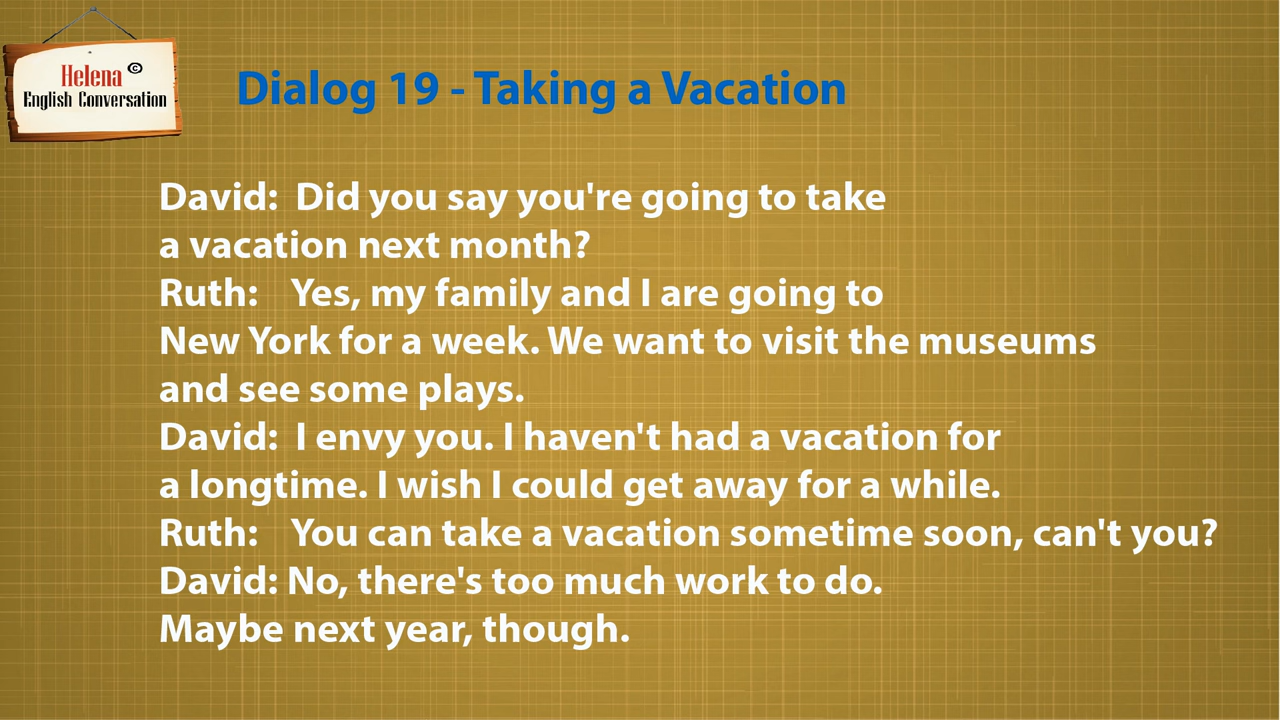 Helena ©
English Conversation
Dialog 19 - Taking a Vacation
David: Did you say you're going to take
a vacation next month?
Ruth: Yes, my family and I are going to
New York for a week. We want to visit the museums
and see some plays.
David: I envy you. I haven't had a vacation for
a longtime. I wish I could get away for a while.
Ruth: You can take a vacation sometime soon, can't you?
David: No, there's too much work to do.
Maybe next year, though.